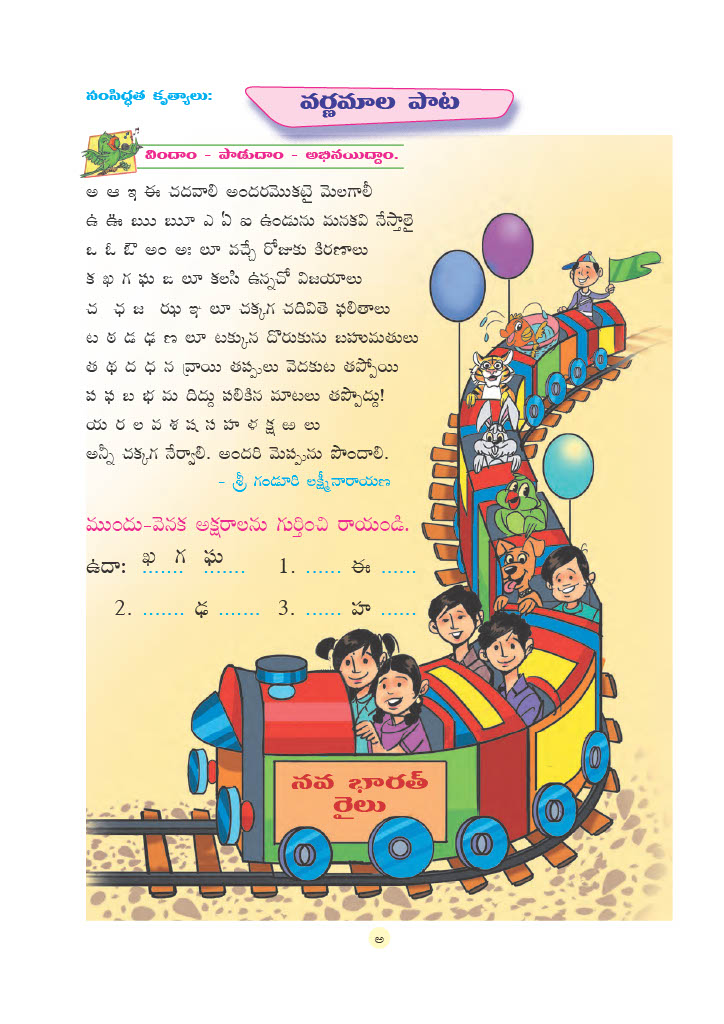 సంసిద్ధత కృత్యాలు:
వర్ణమాల పాట
విందాం - పాడుదాం - అభినయిద్దాం.
అ ఆ ఇ ఈ చదవాలి అందరమొకటై మెలగాలీ
ఉ ఊ ఋ ౠ ఎ ఏ ఐ ఉండును మనకవి నేస్తాలై
ఒ ఓ ఔ అం అః లూ వచ్చే రోజుకు కిరణాలు
క ఖ గ ఘ ఙ లూ కలసి ఉన్నచో విజయాలు
చ ఛ జ ఝ ఞ లూ చక్కగ చదివితె ఫలితాలు
ట ఠ డ ఢ ణ లూ టక్కున దొరుకును బహుమతులు
త థ ద ధ న వ్రాయి తప్పులు వెదకుట తప్పోయి
ప ఫ బ భ మ దిద్దు పలికిన మాటలు తప్పొద్దు!
య ర ల వ శ ష స హ ళ క్ష ఱ లు
అన్నీ చక్కగ నేర్వాలి. అందరి మెప్పును పొందాలి.
- శ్రీ గండూరి లక్ష్మీనారాయణ
ముందు-వెనక అక్షరాలను గుర్తించి రాయండి.
ఉదా: ఖ గ ఘ 1. ...... ఈ ......
2. ....... ఢ ....... 3. ...... హ ......
నవ భారత్
రైలు
అ